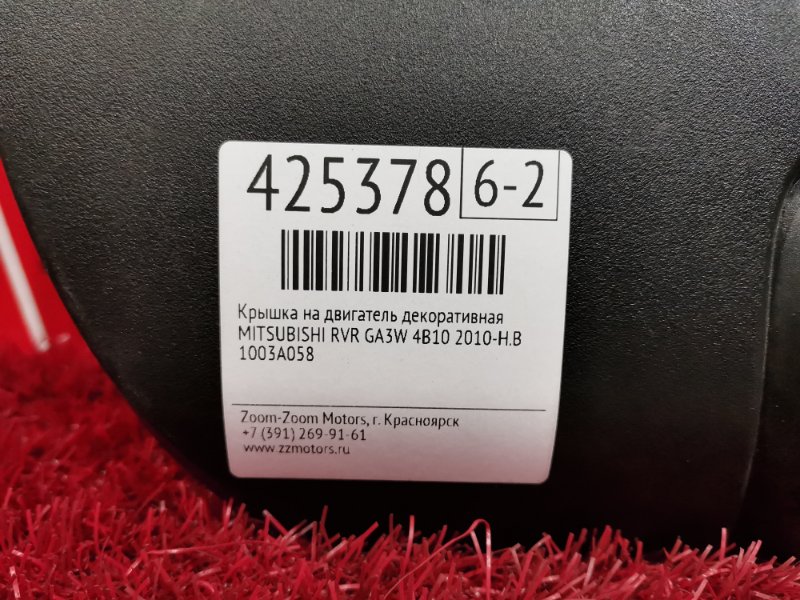 425378 6-2
Крышка на двигатель декоративная
MITSUBISHI RVR GA3W 4B10 2010-Н.В
1003A058
Zoom-Zoom Motors, г. Красноярск
+7 (391) 269-91-61
www.zzmotors.ru